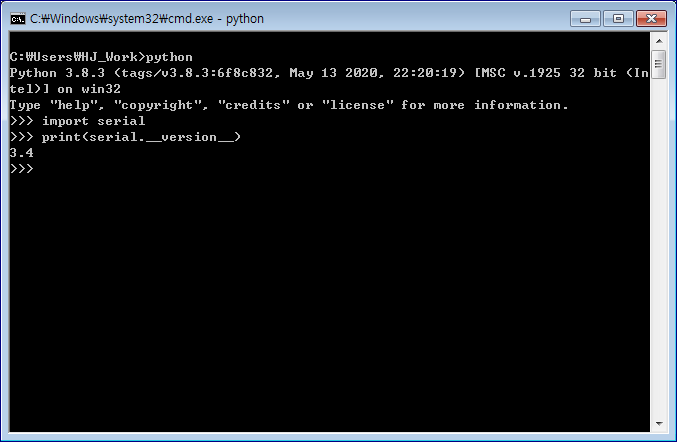 C:₩Windows₩system32₩cmd.exe - python
C:₩Users₩HJ_Work>python
Python 3.8.3 (tags/v3.8.3:6f8c832, May 13 2020, 22:20:19) [MSC v.1925 32 bit (In
tel)] on win32
Type "help", "copyright", "credits" or "license" for more information.
>>> import serial
>>> print(serial.__version__)
3.4
>>>